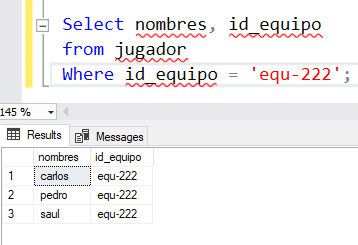 Select nombres, id_equipo
from jugador
Where id_equipo = 'equ-222';
145 %
Results Messages
nombres id_equipo
1 carlos equ-222
2 pedro equ-222
3 saul equ-222